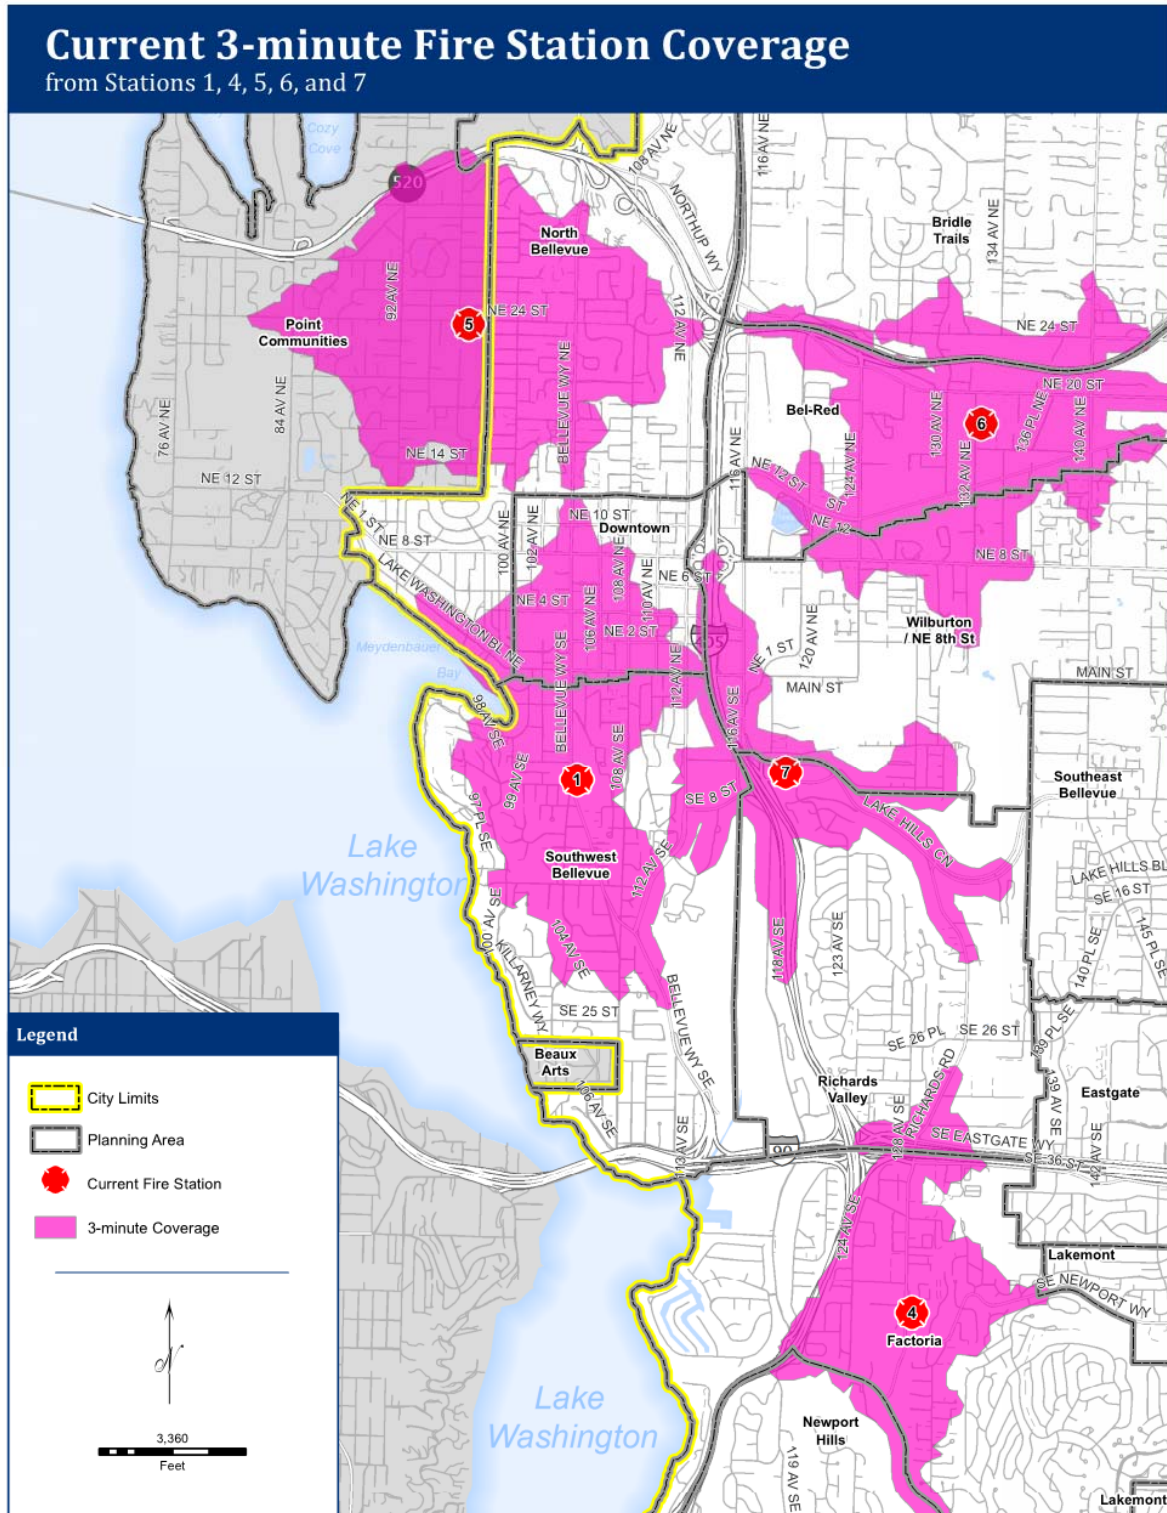 Current 3-minute Fire Station Coverage
from Stations 1, 4, 5, 6, and 7
Cozy
Cove
108 AV NE
116 AV NE
520
NORTHUP WY
North
Bellevue
Bridle
Trails
134 AV NE
92 AV NE
NE 24 ST
5
112 AV NE
NE 24 ST
Point
Communities
BELLEVUE WY NE
84 AV NE
76 AV NE
NE 20 ST
Bel-Red
130 AV NE
136 PL NE
140 AV NE
6
NE 14 ST
116 AV NE
124 AV NE
132 AV NE
NE 12 ST
NE 12 ST
ST
NE 12
NE 1 ST
NE 10 ST
Downtown
100 AV NE
102 AV NE
NE 8 ST
NE 8 ST
108 AV NE
110 AV NE
NE 6 ST
LAKE WASHINGTON BL NE
NE 4 ST
106 AV NE
NE 2 ST
120 AV NE
Wilburton
/ NE 8th St
Meydenbauer
Bay
NE 1 ST
112 AV NE
MAIN ST
MAIN ST
98 AV SE
BELLEVUE WY SE
116 AV SE
99 AV SE
108 AV SE
1
7
SE 8 ST
Southeast
Bellevue
97 PL SE
LAKE HILLS CN
Lake
Washington
Southwest
Bellevue
112 AV SE
LAKE HILLS BL
SE 16 ST
100 AV SE
104 AV SE
118 AV SE
123 AV SE
140 PL SE
145 PL SE
KILLARNEY WY
BELLEVUE WY SE
SE 25 ST
SE 26 PL
SE 26 ST
139 PL SE
Legend
Beaux
Arts
106 AV SE
Richards
Valley
RICHARDS RD
139 AV SE
Eastgate
City Limits
Planning Area
Current Fire Station
3-minute Coverage
113 AV SE
90
128 AV SE
SE EASTGATE WY
SE 36 ST
142 AV SE
124 AV SE
Lakemont
SE NEWPORT WY
4
Factoria
N
3,360
Feet
Lake
Washington
Newport
Hills
119 AV SE
Lakemont